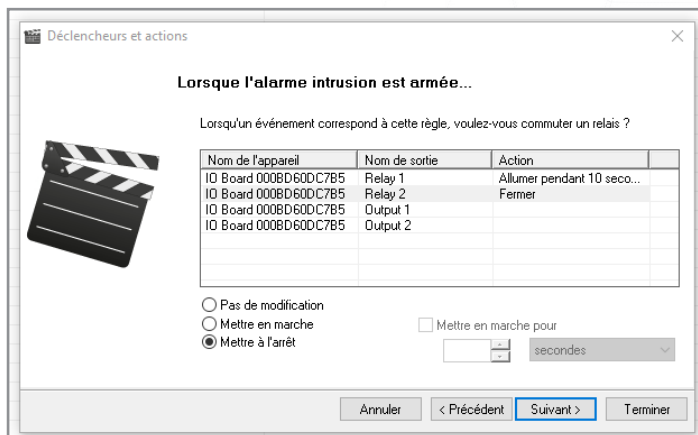 Déclencheurs et actions
Lorsque l'alarme intrusion est armée...
Lorsqu'un événement correspond à cette règle, voulez-vous commuter un relais ?
Nom de l'appareil Nom de sortie Action
IO Board 000BD60DC7B5 Relay 1 Allumer pendant 10 seco...
IO Board 000BD60DC7B5 Relay 2 Fermer
IO Board 000BD60DC7B5 Output 1
IO Board 000BD60DC7B5 Output 2
Pas de modification
Mettre en marche Mettre en marche pour
Mettre à l'arrêt secondes
Annuler < Précédent Suivant > Terminer